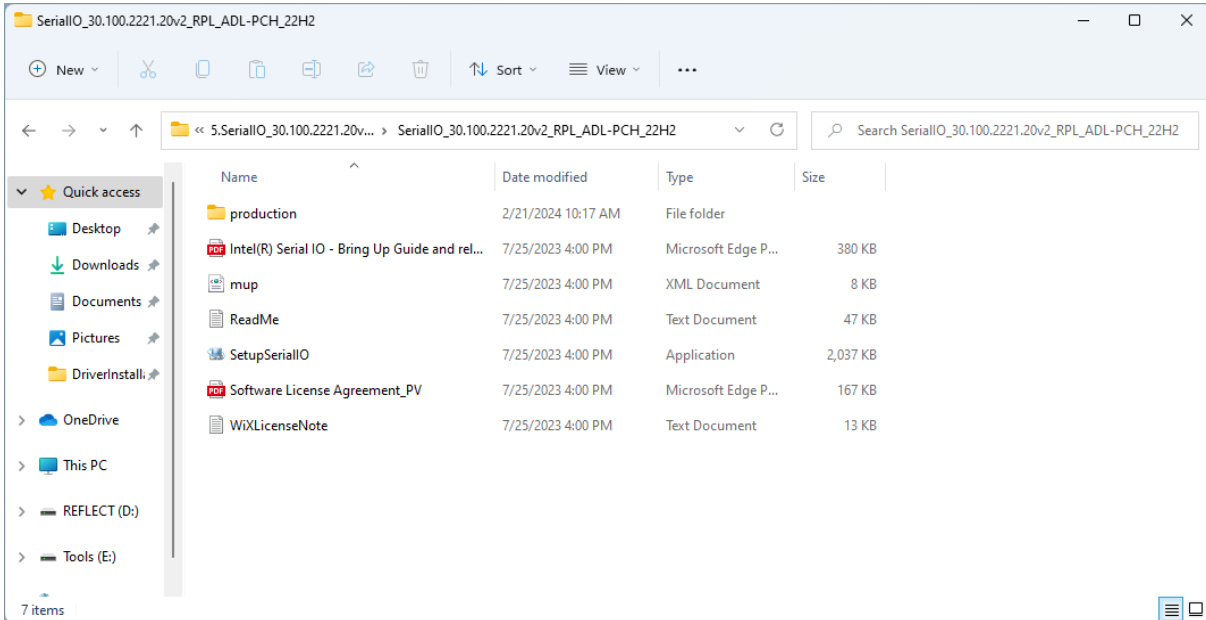 SerialIO_30.100.2221.20v2_RPL_ADL-PCH_22H2
New Sort View
« 5.SerialIO_30.100.2221.20v... > SerialIO_30.100.2221.20v2_RPL_ADL-PCH_22H2 Search SerialIO_30.100.2221.20v2_RPL_ADL-PCH_22H2
Quick access
Desktop
Downloads
Documents
Pictures
DriverInstalla
OneDrive
This PC
REFLECT (D:)
Tools (E:)
Name Date modified Type Size
production 2/21/2024 10:17 AM File folder
PDF Intel(R) Serial IO - Bring Up Guide and rel... 7/25/2023 4:00 PM Microsoft Edge P... 380 KB
mup 7/25/2023 4:00 PM XML Document 8 KB
ReadMe 7/25/2023 4:00 PM Text Document 47 KB
SetupSerialIO 7/25/2023 4:00 PM Application 2,037 KB
PDF Software License Agreement_PV 7/25/2023 4:00 PM Microsoft Edge P... 167 KB
WiXLicenseNote 7/25/2023 4:00 PM Text Document 13 KB
7 items